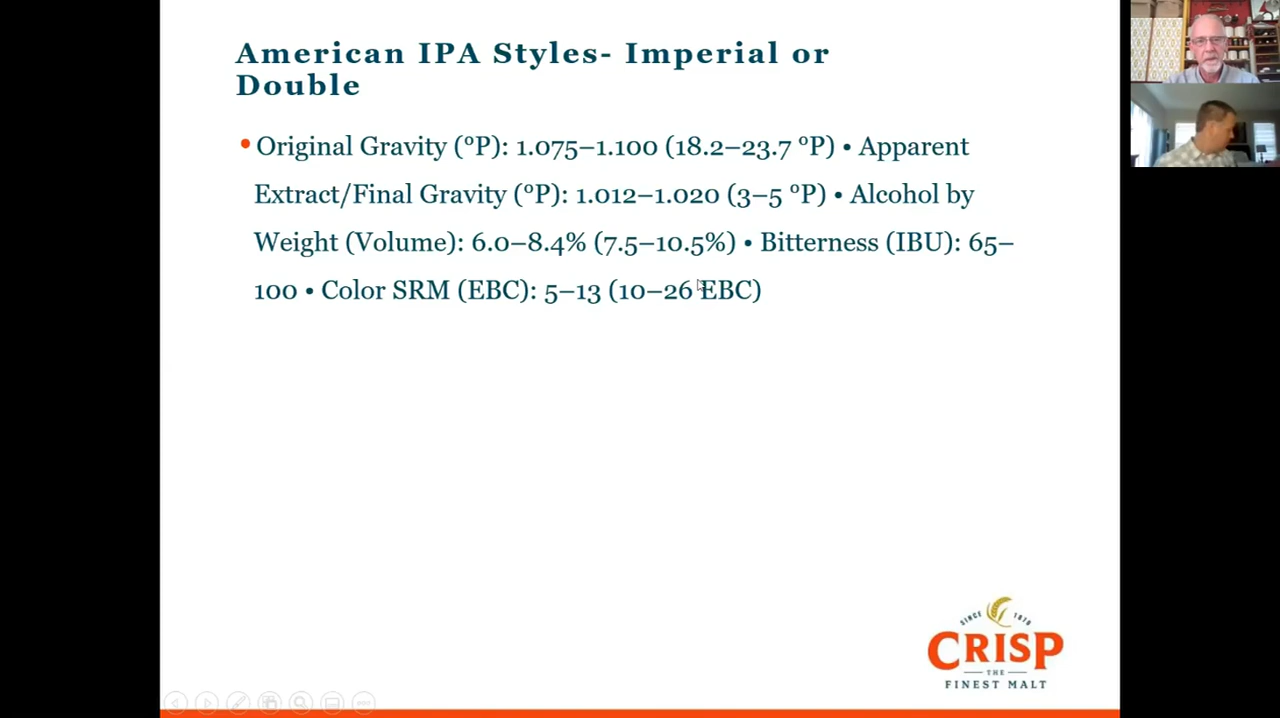 American IPA Styles- Imperial or
Double
• Original Gravity (°P): 1.075–1.100 (18.2–23.7 °P) • Apparent
Extract/Final Gravity (°P): 1.012–1.020 (3–5 °P) • Alcohol by
Weight (Volume): 6.0–8.4% (7.5–10.5%) • Bitterness (IBU): 65–
100 • Color SRM (EBC): 5–13 (10–26 EBC)
SINCE 1870
CRISP
THE
FINEST MALT